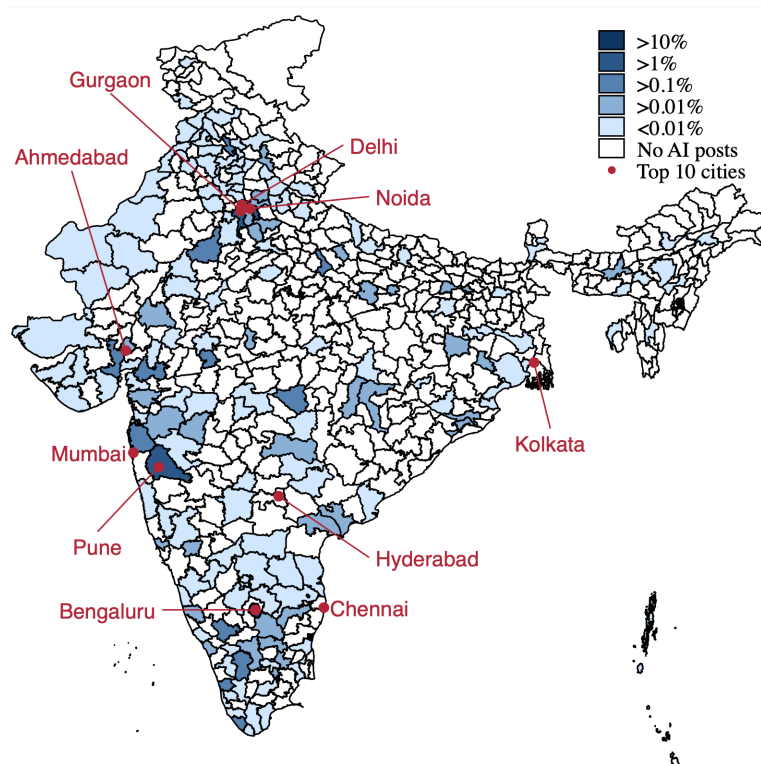 >10%
>1%
>0.1%
>0.01%
<0.01%
No AI posts
Top 10 cities
Gurgaon
Delhi
Ahmedabad
Noida
Mumbai
Kolkata
Pune
Hyderabad
Bengaluru
Chennai